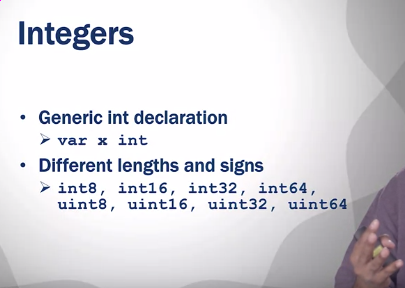 Integers
• Generic int declaration
➢ var x int
• Different lengths and signs
➢ int8, int16, int32, int64,
uint8, uint16, uint32, uint64